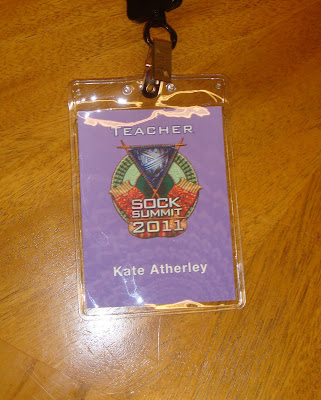 TEACHER
SOCK
SUMMIT
2011
Kate Atherley